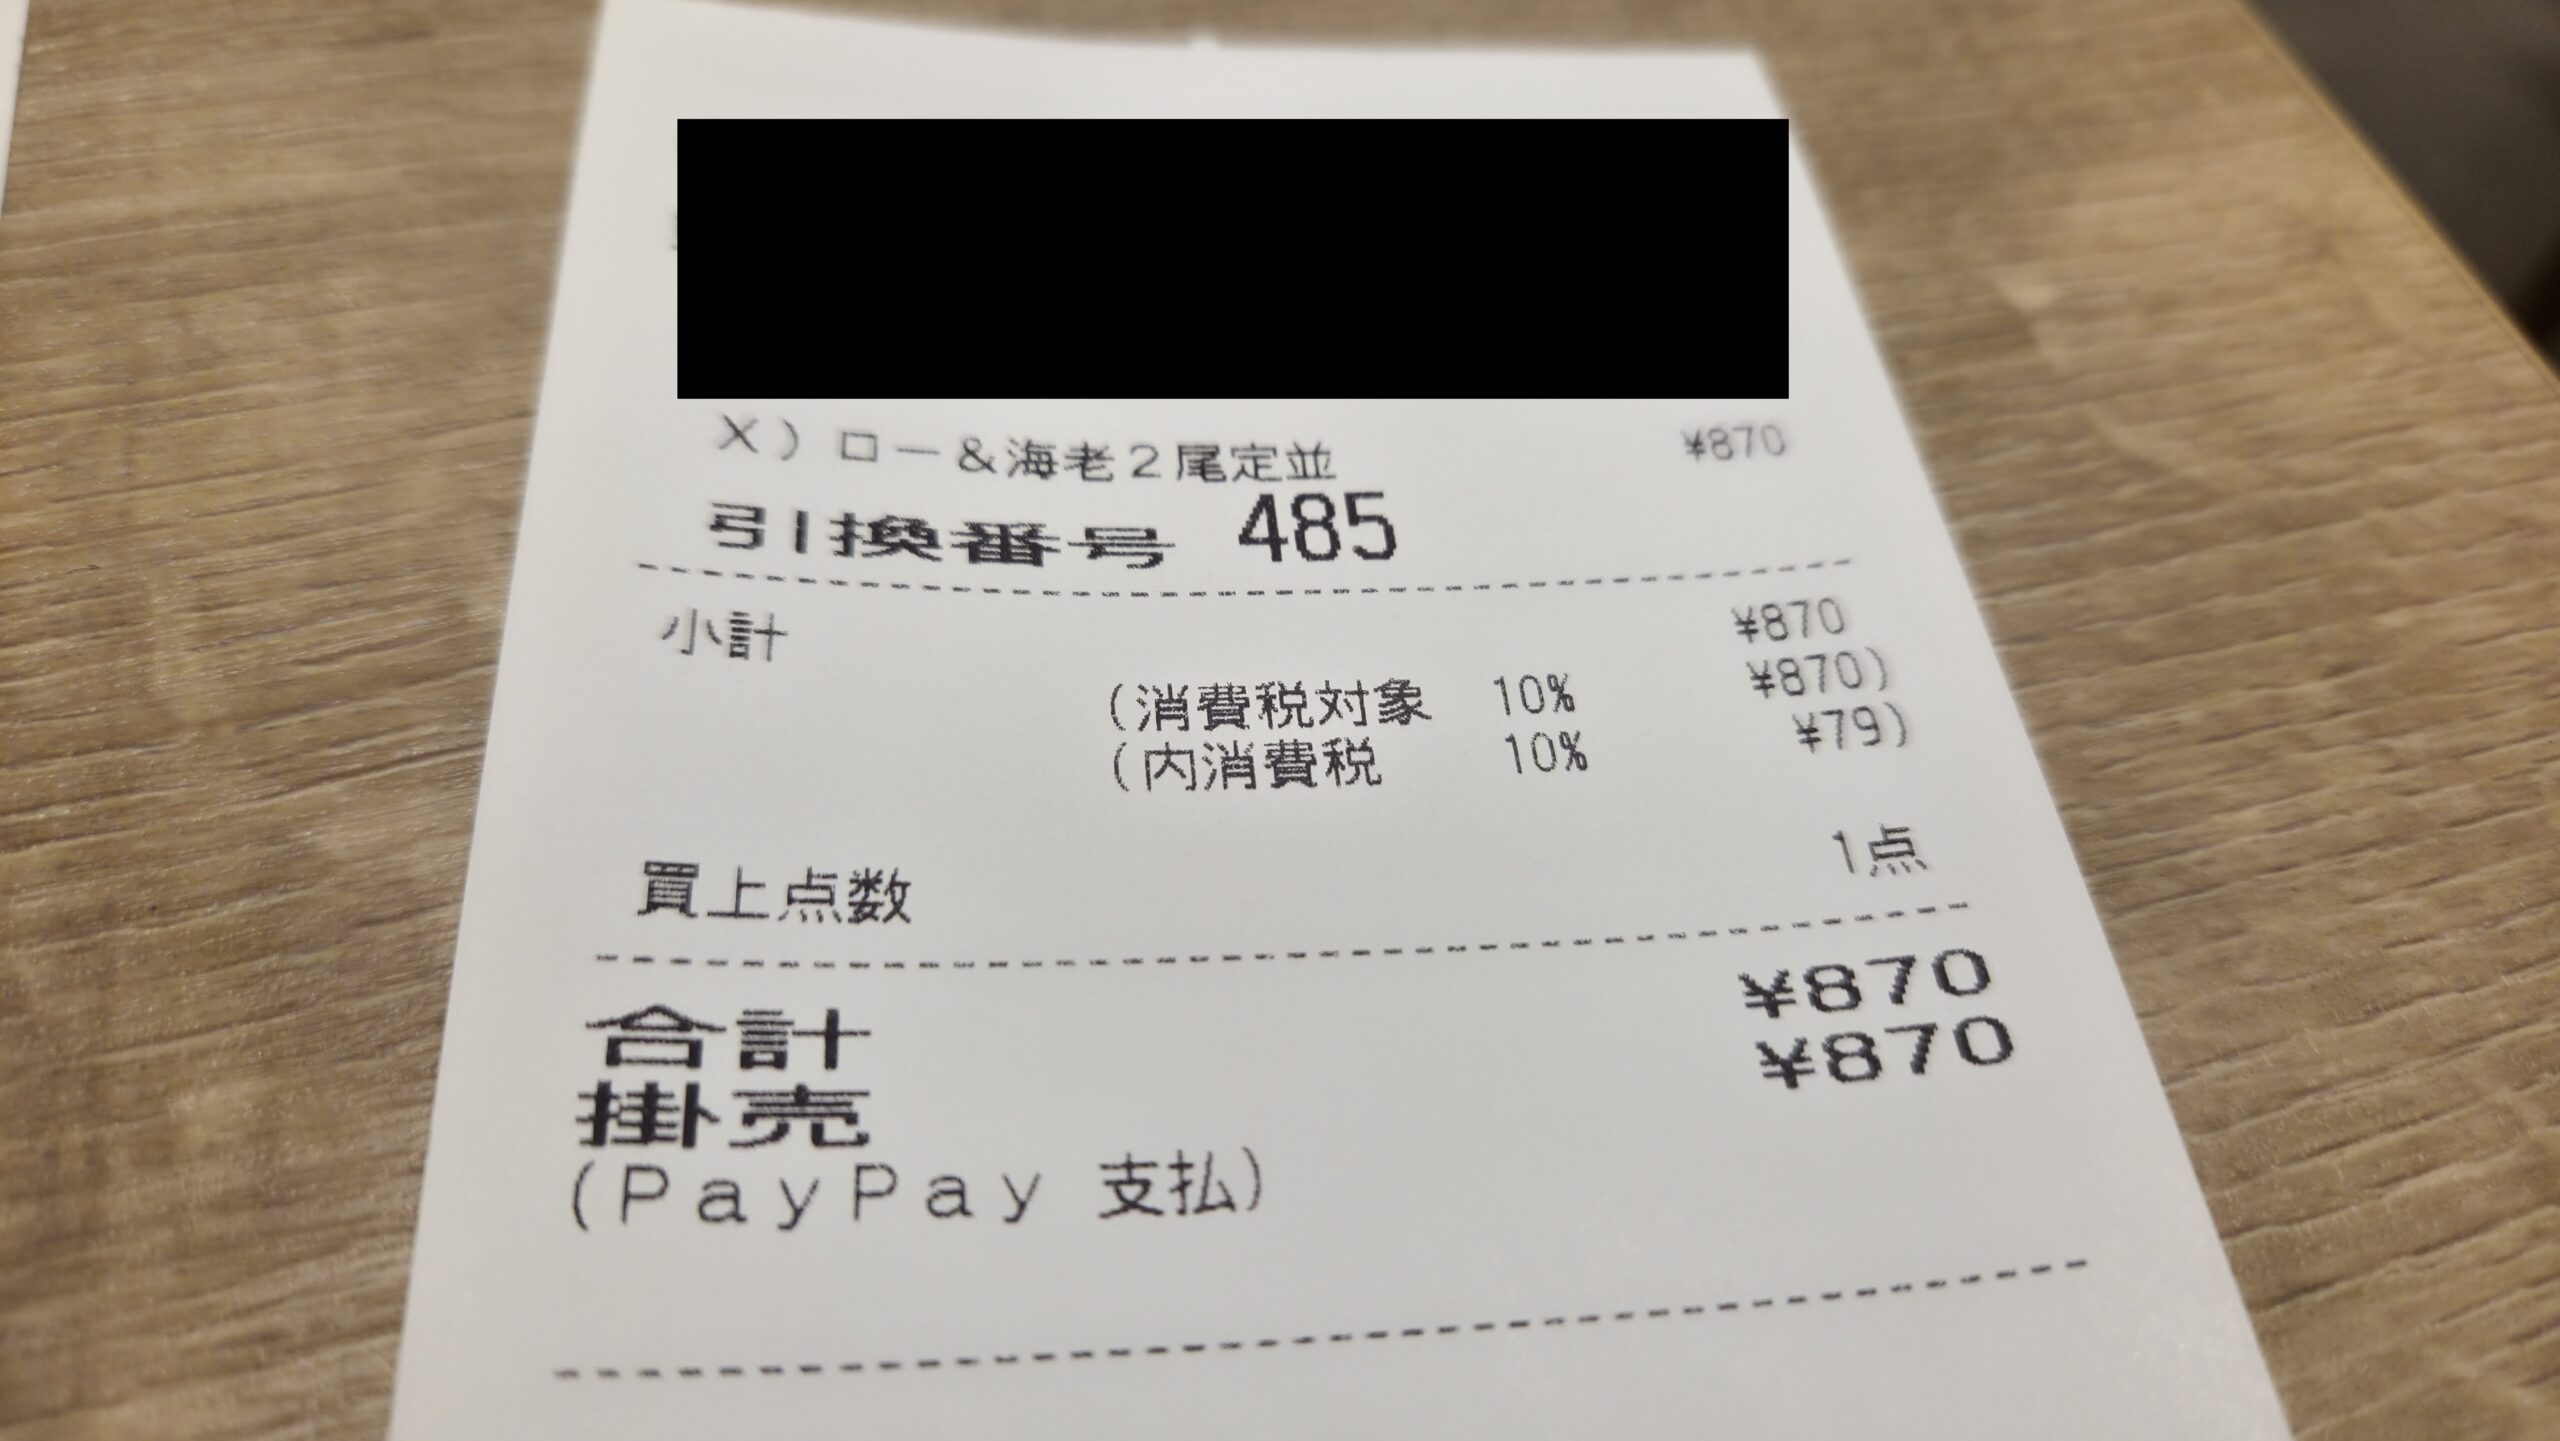 X)ロー&海老2尾定並 ¥870
引換番号 485
小計 ¥870
(消費税対象 10% ¥870)
(内消費税 10% ¥79)
買上点数 1点
合計 ¥870
掛売 ¥870
(PayPay 支払)